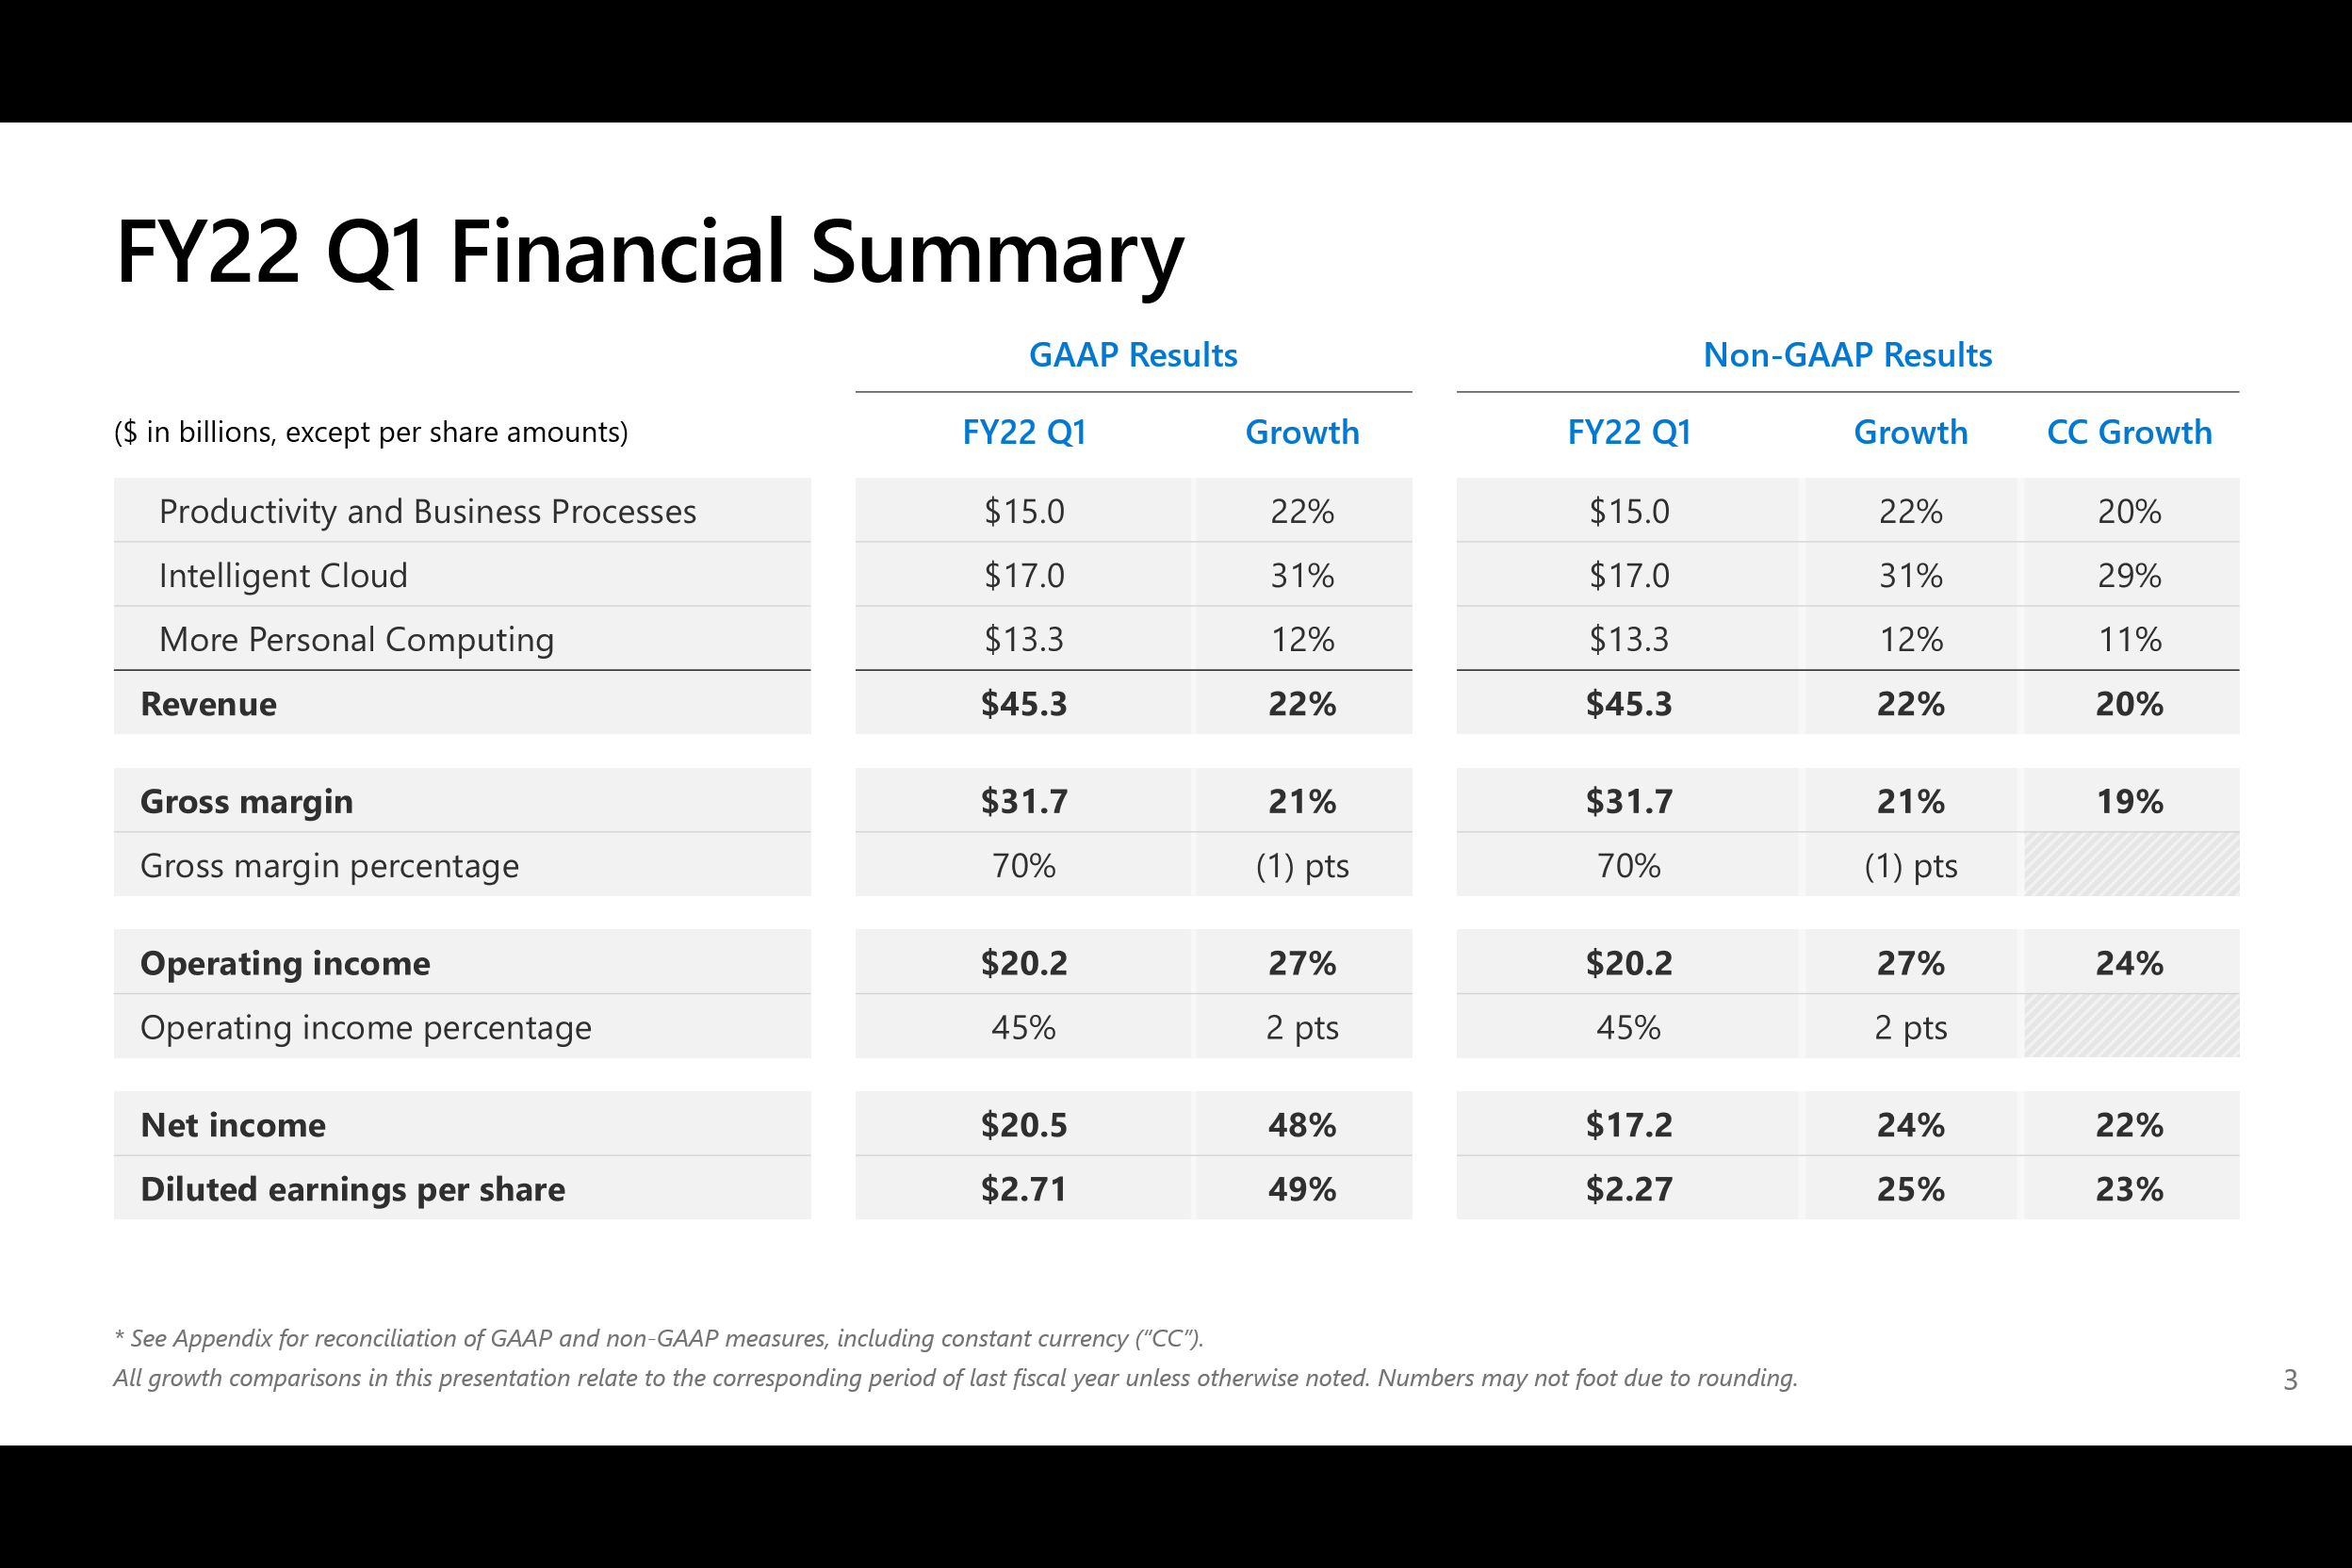 FY22 Q1 Financial Summary
GAAP Results Non-GAAP Results
($ in billions, except per share amounts) FY22 Q1 Growth FY22 Q1 Growth CC Growth
Productivity and Business Processes $15.0 22% $15.0 22% 20%
Intelligent Cloud $17.0 31% $17.0 31% 29%
More Personal Computing $13.3 12% $13.3 12% 11%
Revenue $45.3 22% $45.3 22% 20%
Gross margin $31.7 21% $31.7 21% 19%
Gross margin percentage 70% (1) pts 70% (1) pts
Operating income $20.2 27% $20.2 27% 24%
Operating income percentage 45% 2 pts 45% 2 pts
Net income $20.5 48% $17.2 24% 22%
Diluted earnings per share $2.71 49% $2.27 25% 23%
* See Appendix for reconciliation of GAAP and non-GAAP measures, including constant currency (“CC”).
All growth comparisons in this presentation relate to the corresponding period of last fiscal year unless otherwise noted. Numbers may not foot due to rounding.
3